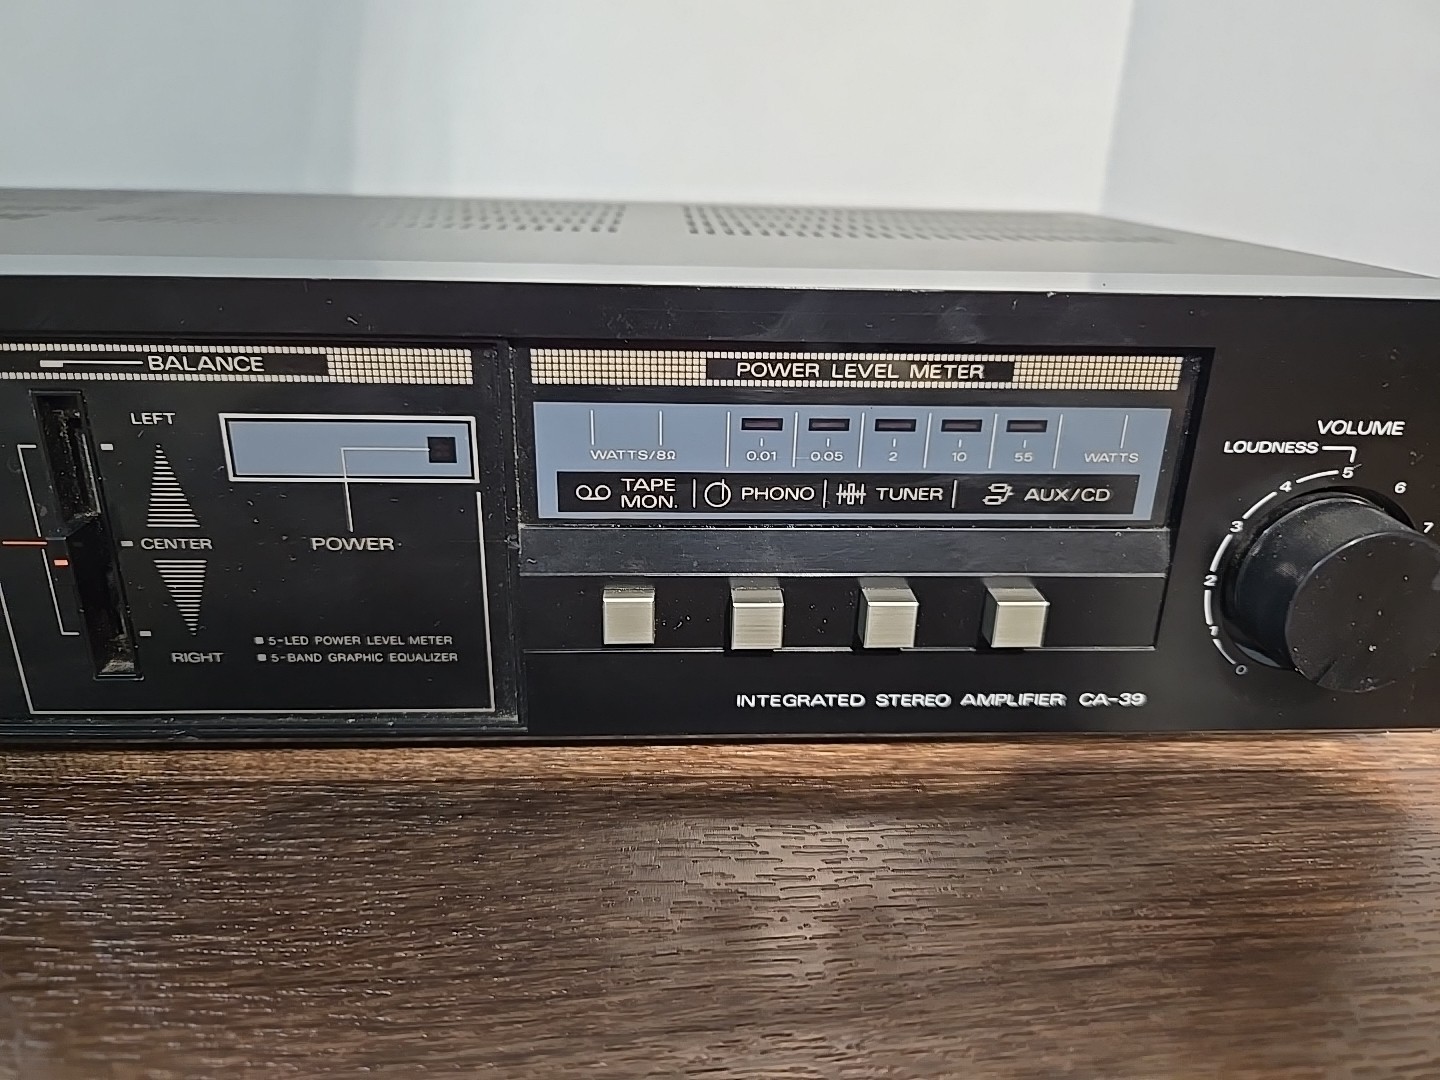 BALANCE
LEFT
CENTER
RIGHT
POWER
5-LED POWER LEVEL METER
5-BAND GRAPHIC EQUALIZER
POWER LEVEL METER
WATTS/8Ω 0.01 0.05 2 10 55 WATTS
TAPE MON. PHONO TUNER AUX/CD
INTEGRATED STEREO AMPLIFIER CA-39
VOLUME
LOUDNESS
0 1 2 3 4 5 6 7